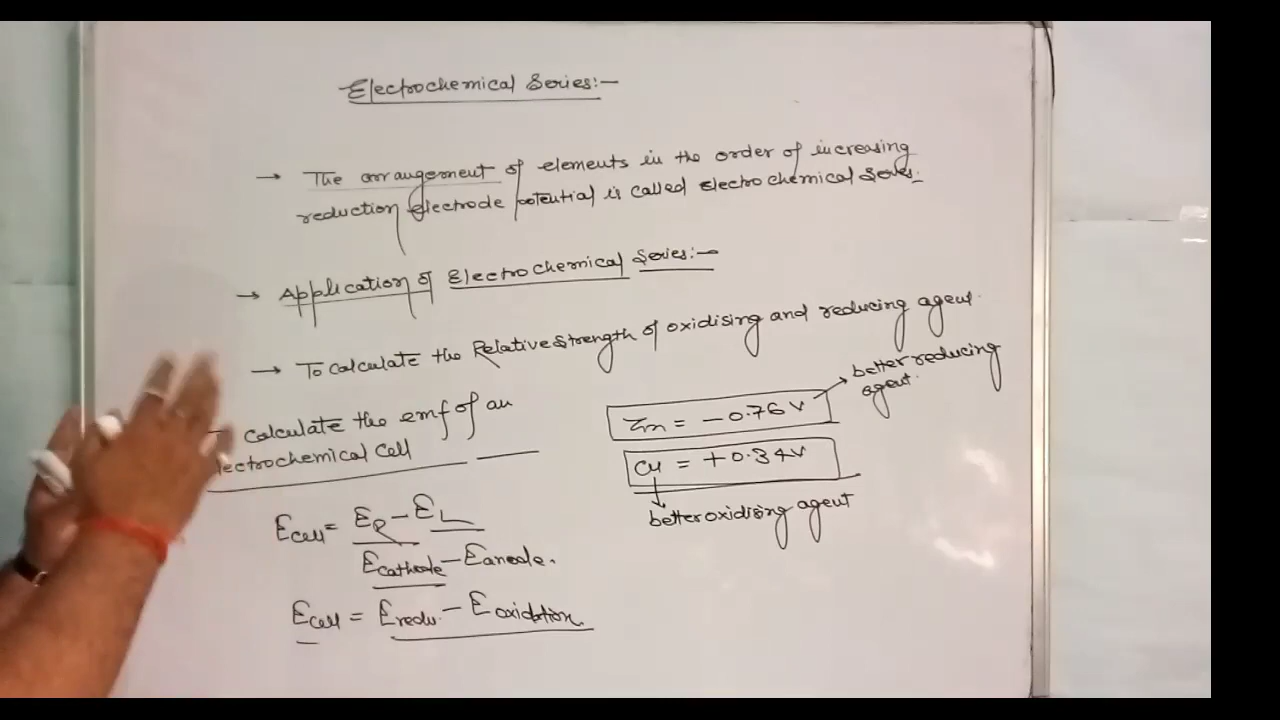 Electrochemical Series:-
→ The arrangement of elements in the order of increasing
reduction electrode potential is called electrochemical series.
→ Application of Electrochemical Series:-
→ To calculate the Relative strength of oxidising and reducing agent.
calculate the emf of an
lectrochemical cell
Ecell = ER - EL
Ecathode - Eanode.
Ecell = Eredu. - Eoxidation
Zn = -0.76 V
better reducing
agent.
Cu = +0.34V
better oxidising agent